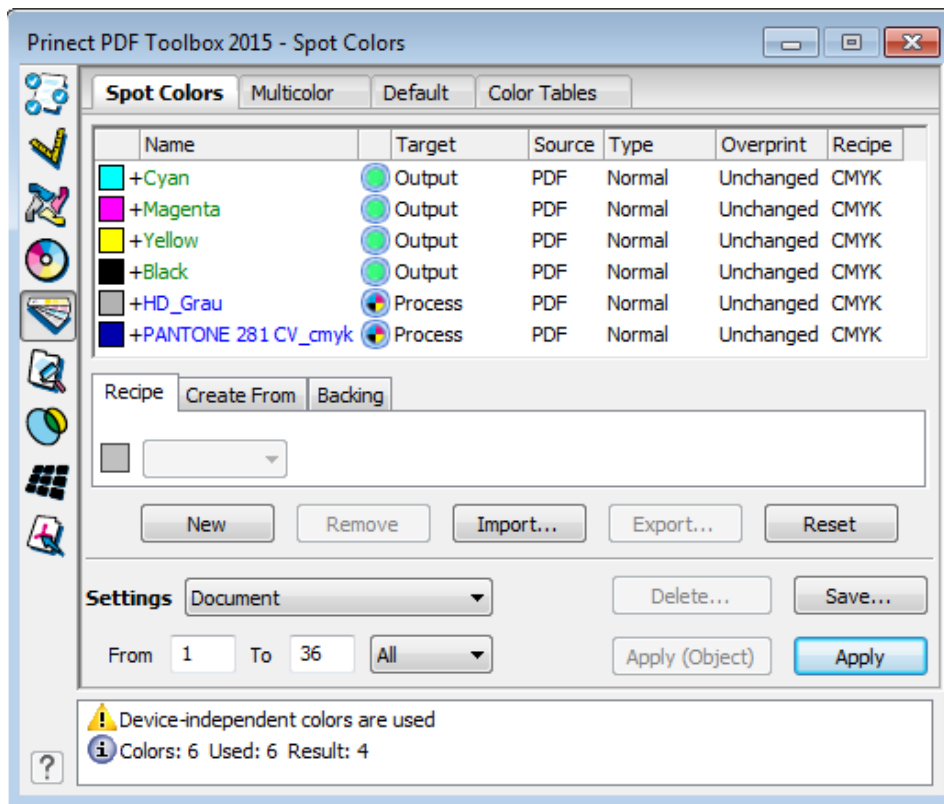 Prinect PDF Toolbox 2015 - Spot Colors
Spot Colors Multicolor Default Color Tables
Name Target Source Type Overprint Recipe
+Cyan Output PDF Normal Unchanged CMYK
+Magenta Output PDF Normal Unchanged CMYK
+Yellow Output PDF Normal Unchanged CMYK
+Black Output PDF Normal Unchanged CMYK
+HD_Grau Process PDF Normal Unchanged CMYK
+PANTONE 281 CV_cmyk Process PDF Normal Unchanged CMYK
Recipe Create From Backing
New Remove Import... Export... Reset
Settings Document Delete... Save...
From 1 To 36 All Apply (Object) Apply
Device-independent colors are used
Colors: 6 Used: 6 Result: 4
?